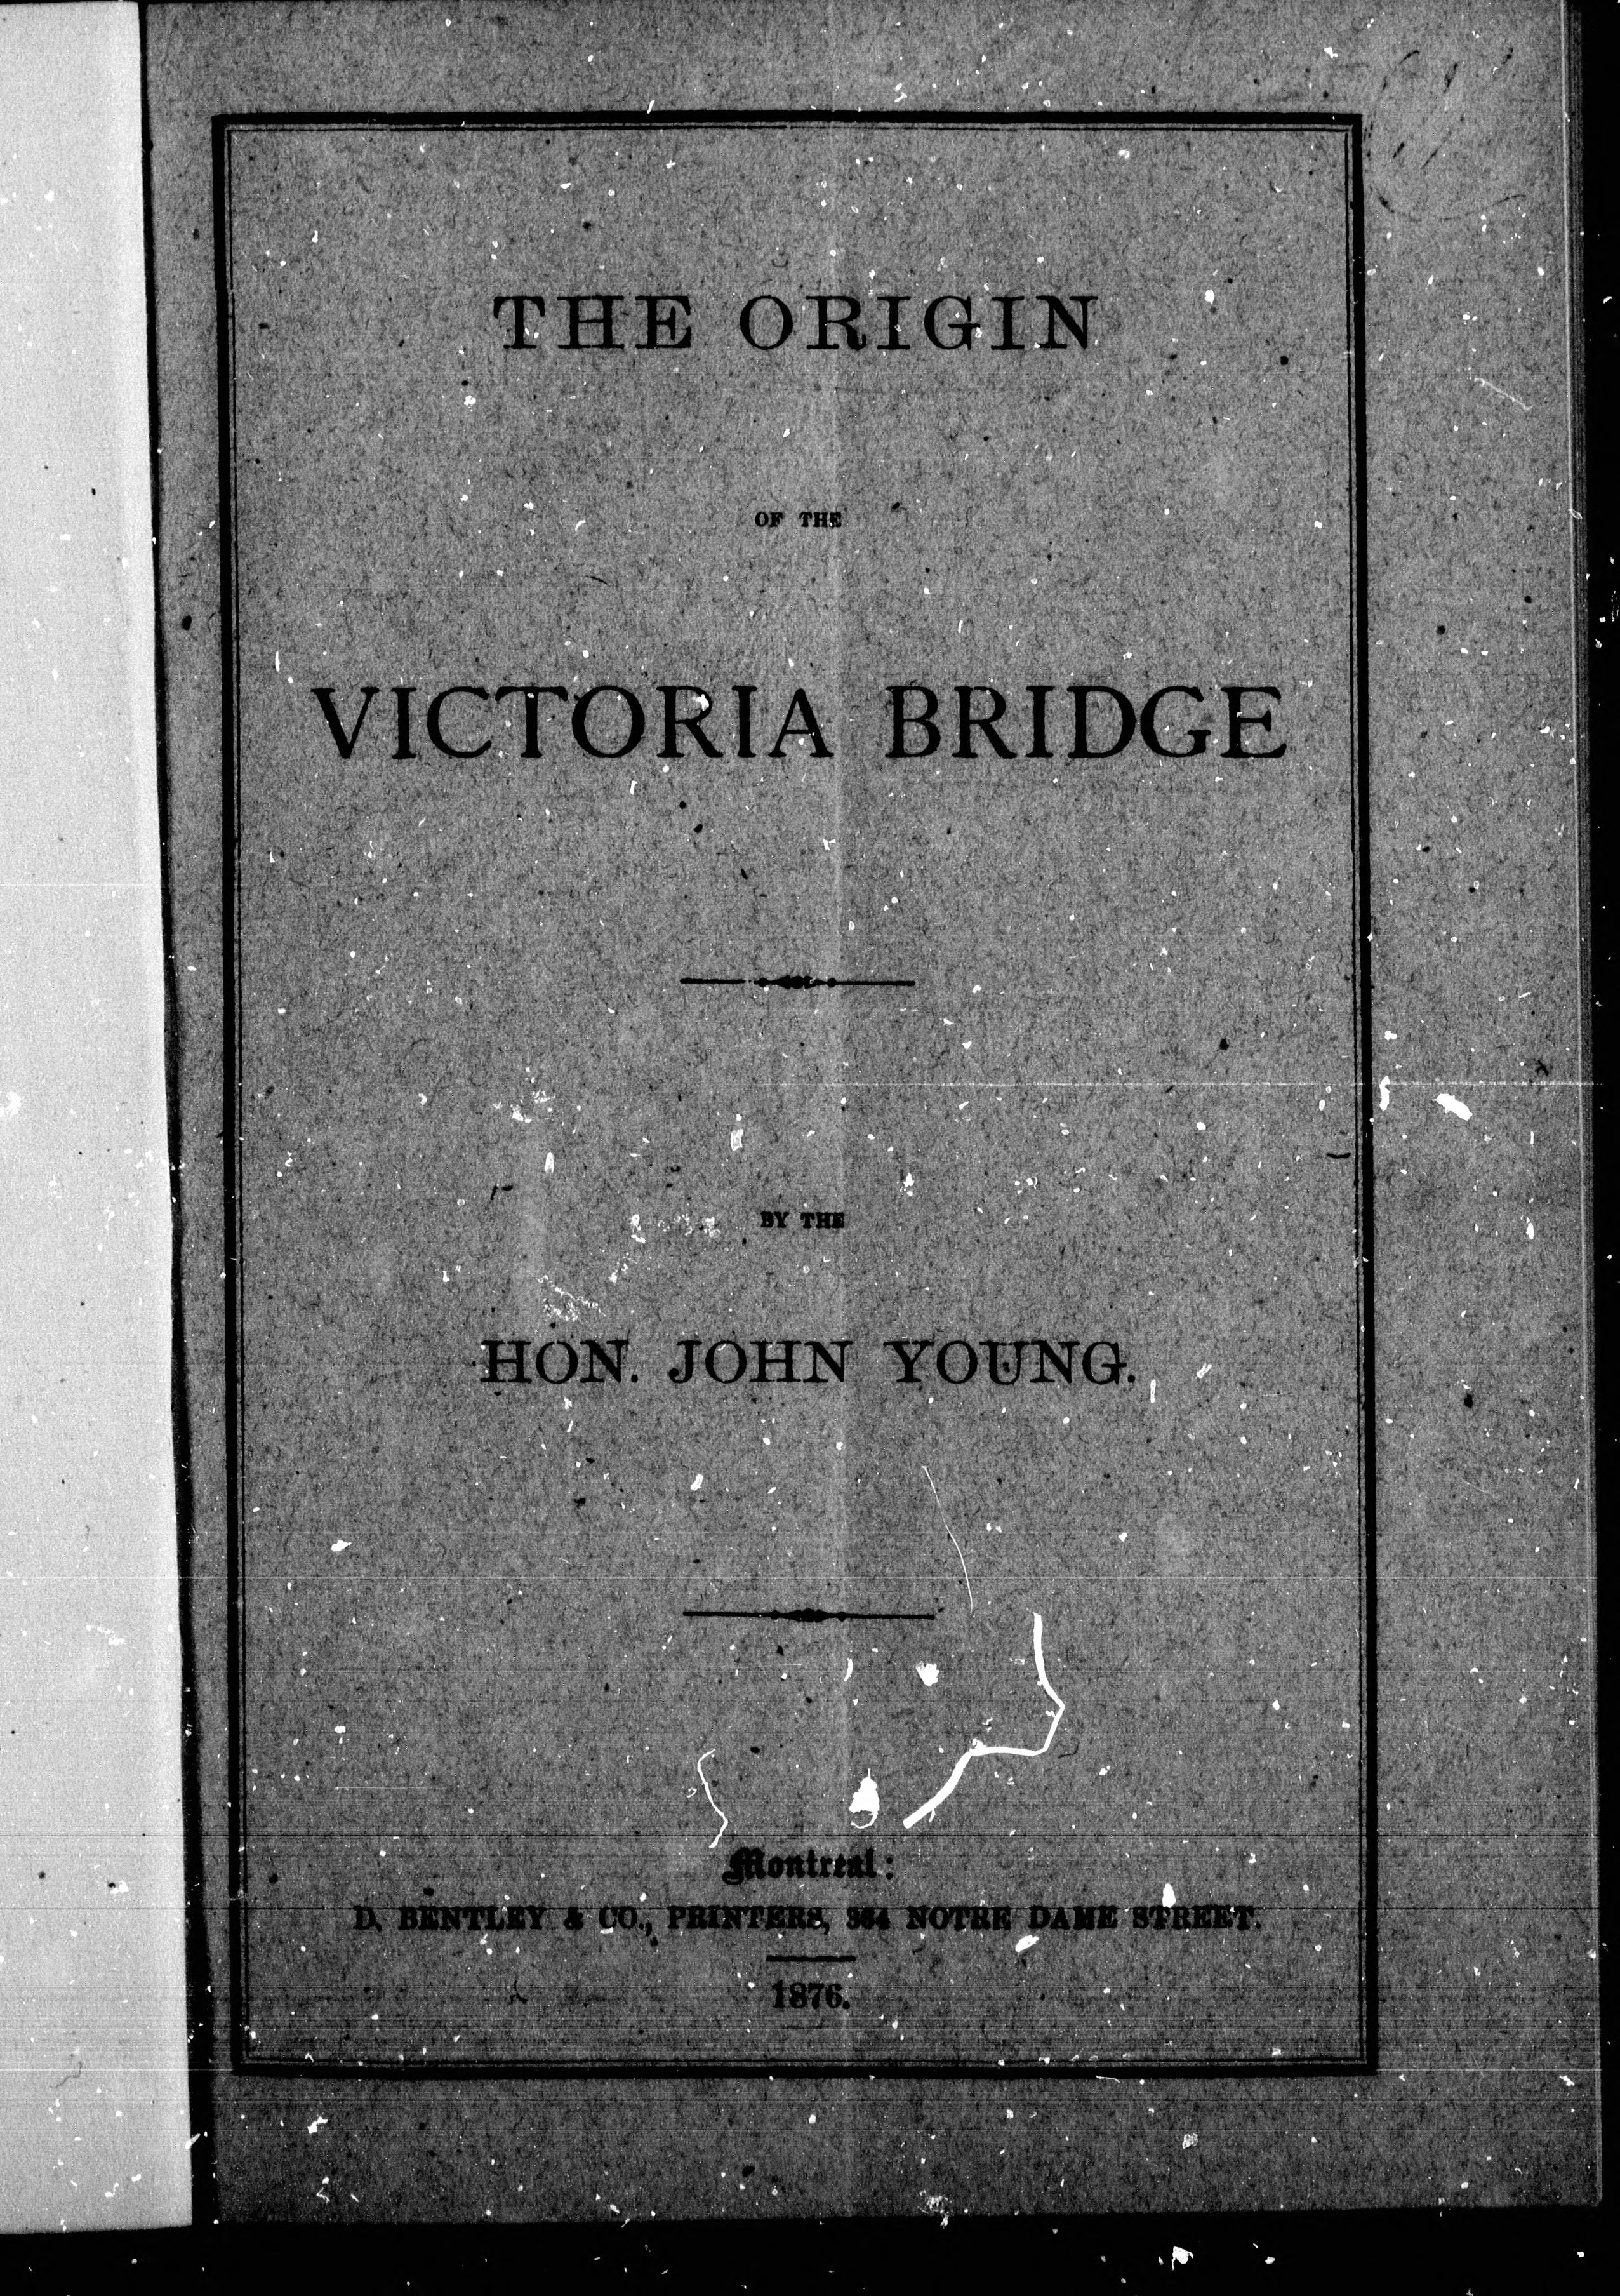 THE ORIGIN
OF THE
VICTORIA BRIDGE
BY THE
HON. JOHN YOUNG.
Montreal:
D. BENTLEY & CO., PRINTERS, 364 NOTRE DAME STREET.
1876.